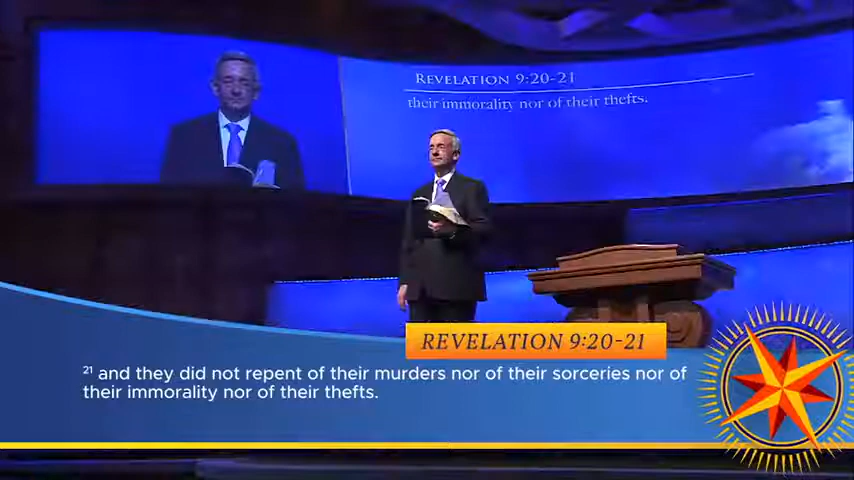 REVELATION 9:20-21
their immorality nor of their thefts.
REVELATION 9:20-21
21 and they did not repent of their murders nor of their sorceries nor of
their immorality nor of their thefts.